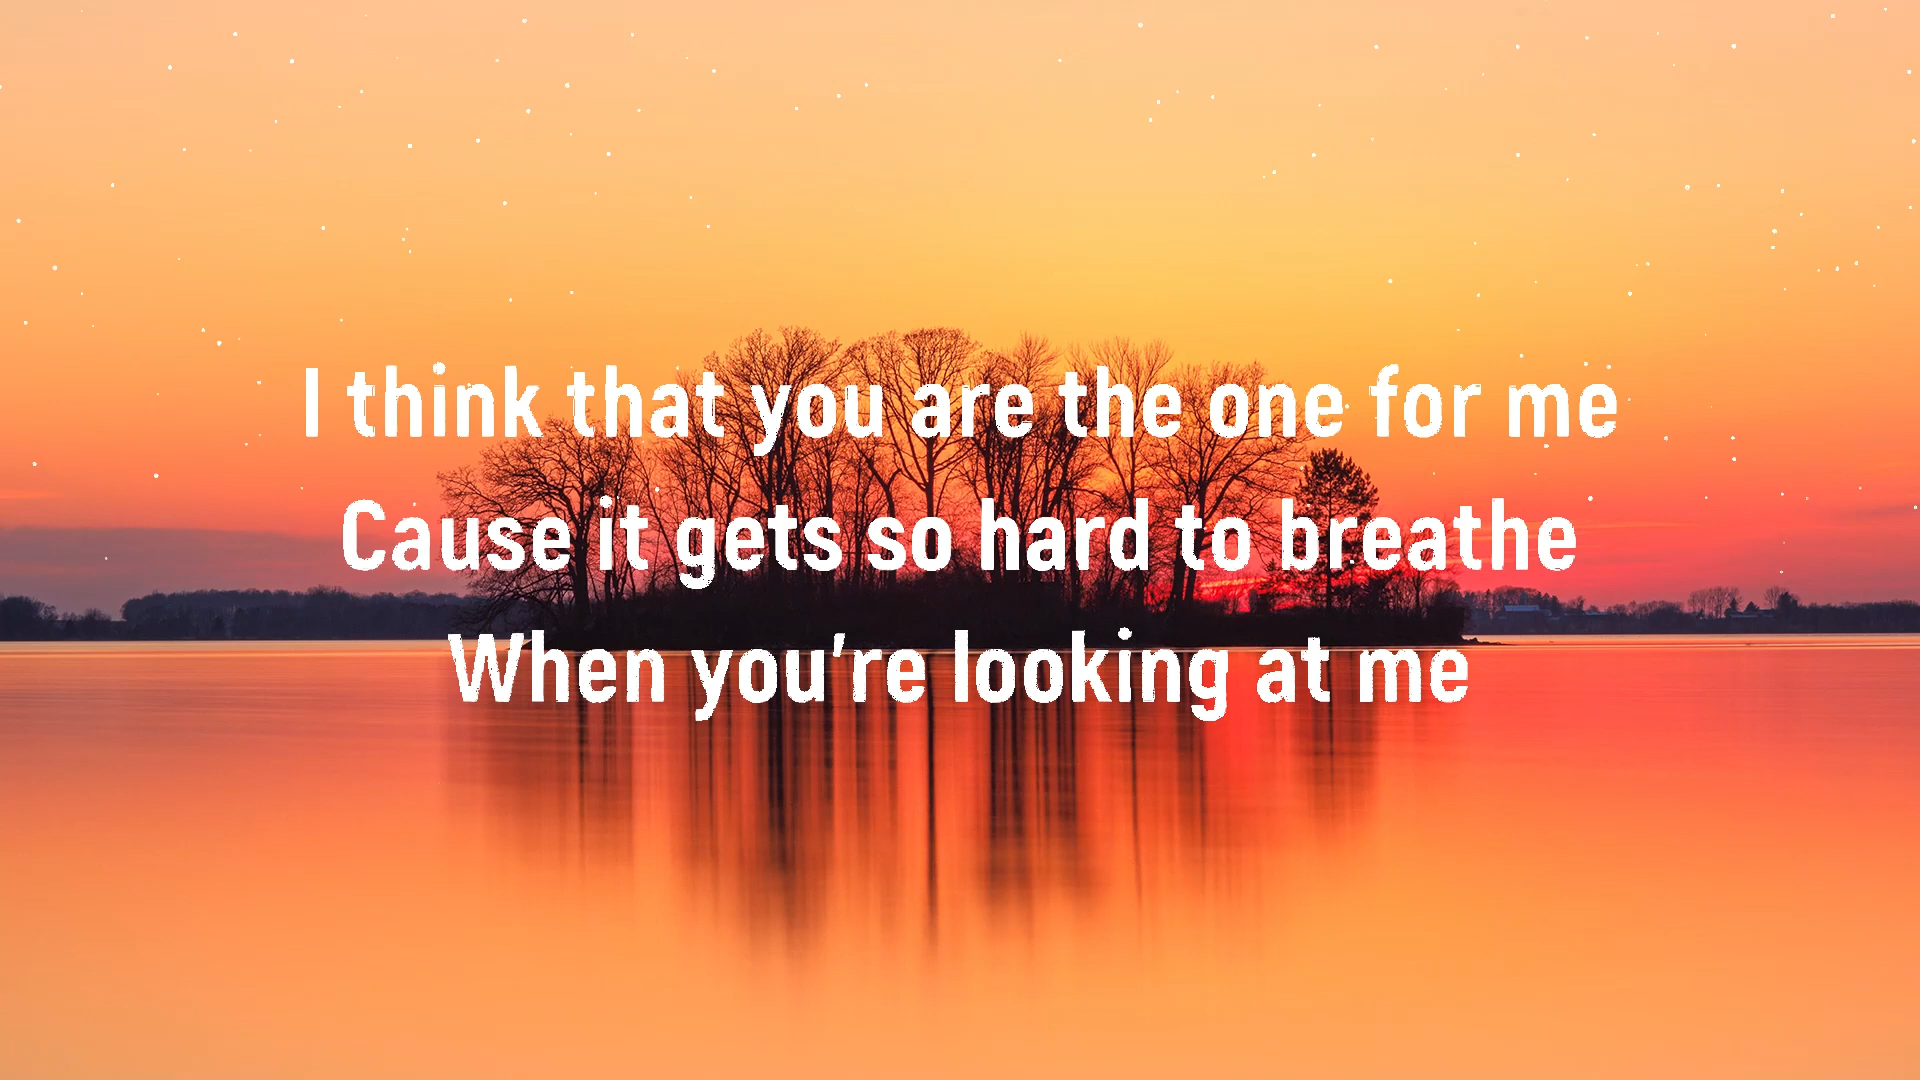 I think that you are the one for me
Cause it gets so hard to breathe
When you're looking at me